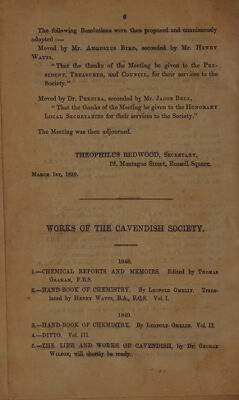 6
The following Resolutions were then proposed and unanimously
adopted :—
Moved by Mr. AMBROSIUS BIRD, seconded by Mr. HENRY
WATTS,
"That the thanks of the Meeting be given to the PRE-
SIDENT, TREASURER, and COUNCIL, for their services to the
Society."
Moved by Dr. PEREIRA, seconded by Mr. JACOB BELL,
"That the thanks of the Meeting be given to the HONORARY
LOCAL SECRETARIES for their services to the Society."
The Meeting was then adjourned.
THEOPHILUS REDWOOD, SECRETARY,
19, Montague Street, Russell Square.
MARCH 1ST, 1849.
WORKS OF THE CAVENDISH SOCIETY.
1848.
1.—CHEMICAL REPORTS AND MEMOIRS. Edited by THOMAS
GRAHAM, F.R.S.
2.—HAND-BOOK OF CHEMISTRY. By LEOPOLD GMELIN. Trans-
lated by HENRY WATTS, B.A., F.C.S. Vol. I.
1849.
3.—HAND-BOOK OF CHEMISTRY. By LEOPOLD GMELIN. Vol. II.
4.—DITTO. Vol. III.
5.—THE LIFE AND WORKS OF CAVENDISH, by Dr. GEORGE
WILSON, will shortly be ready.